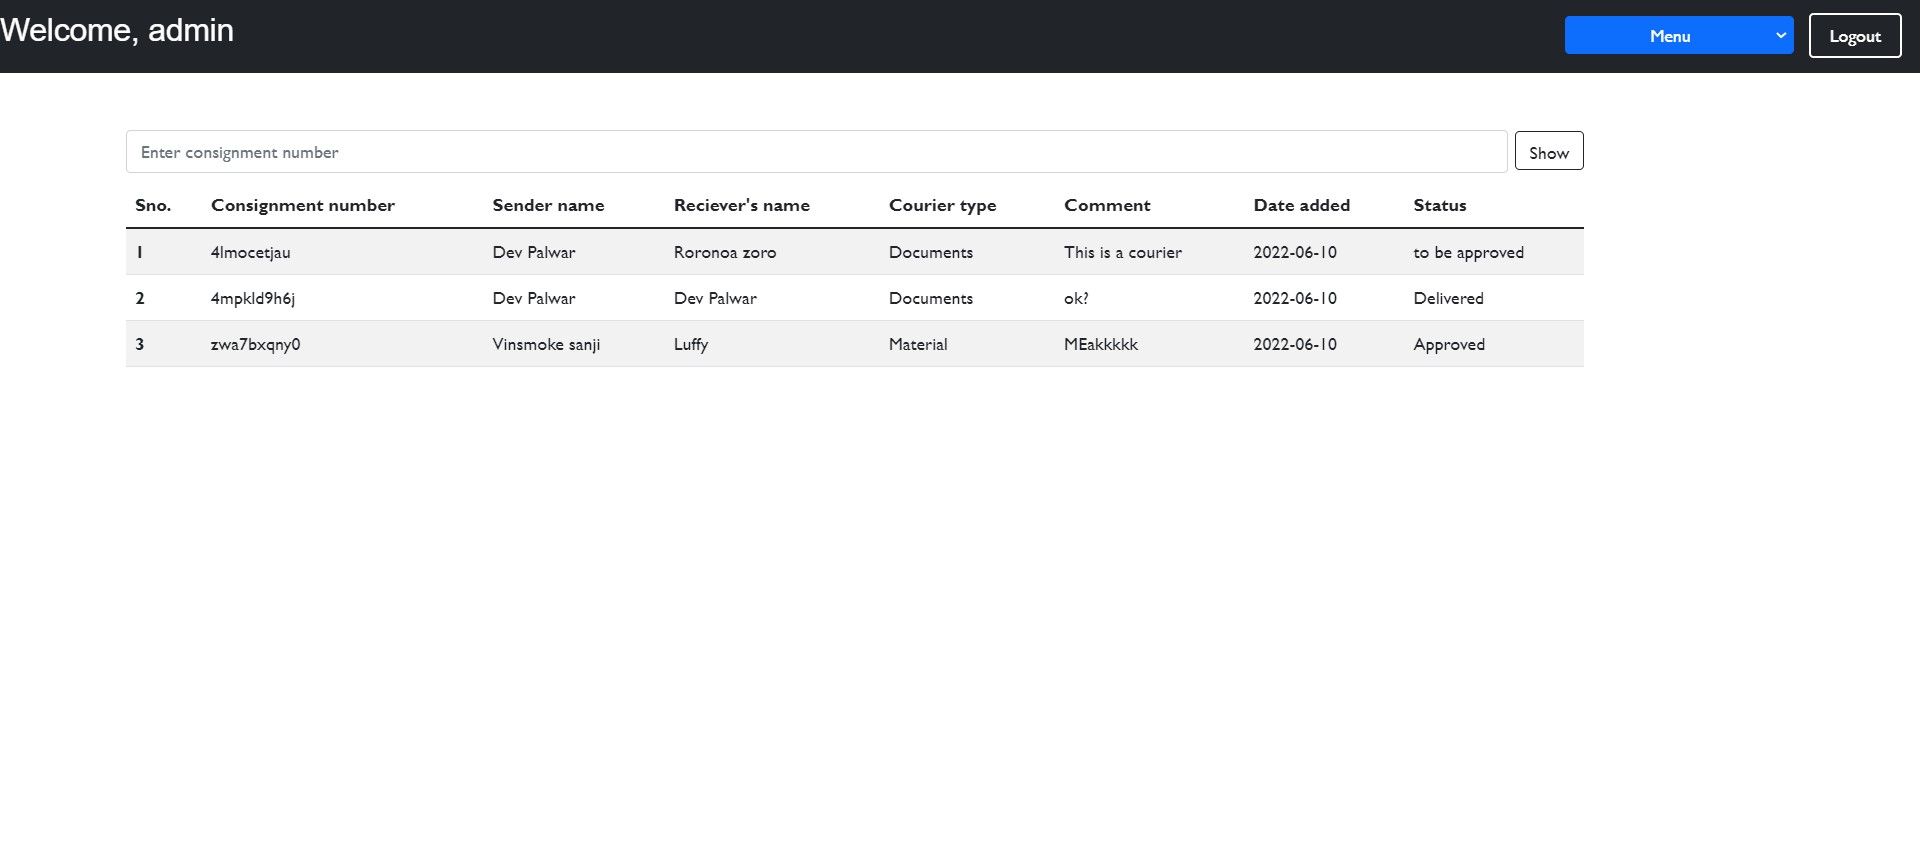 Welcome, admin
Menu
Logout
Enter consignment number
Show
Sno. Consignment number Sender name Reciever's name Courier type Comment Date added Status
1 4lmocetjau Dev Palwar Roronoa zoro Documents This is a courier 2022-06-10 to be approved
2 4mpkld9h6j Dev Palwar Dev Palwar Documents ok? 2022-06-10 Delivered
3 zwa7bxqny0 Vinsmoke sanji Luffy Material MEakkkkk 2022-06-10 Approved